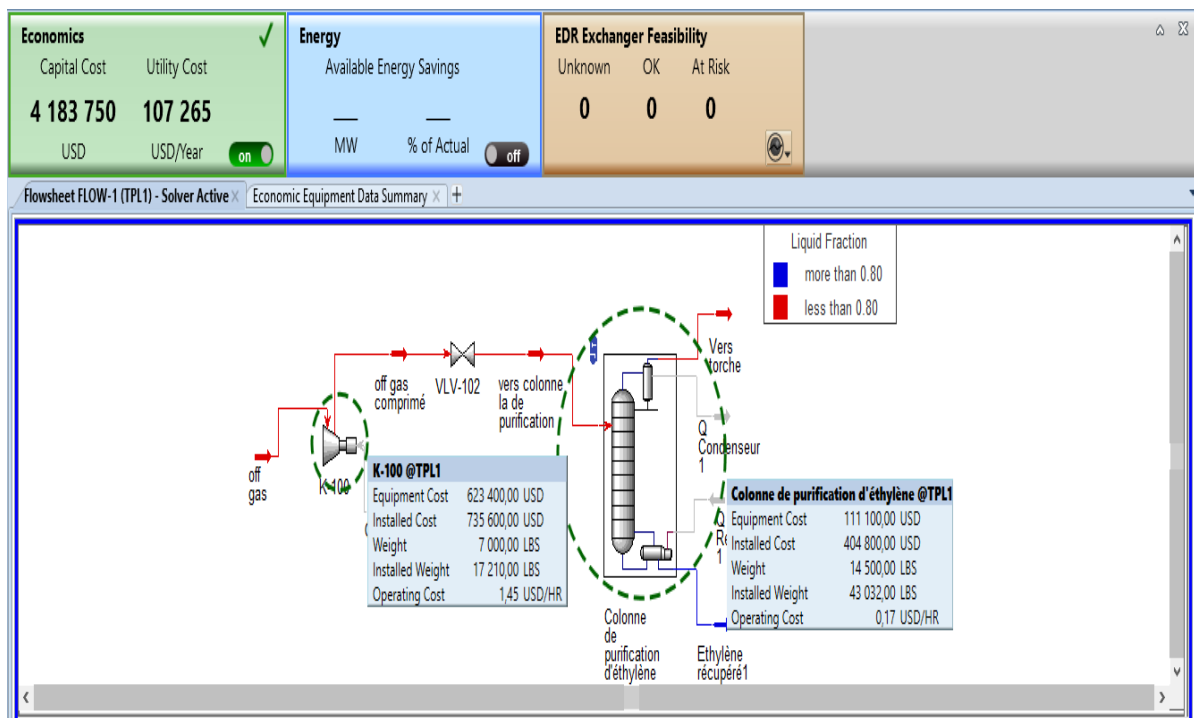 Economics
Capital Cost Utility Cost
4 183 750 107 265
USD USD/Year on
Energy
Available Energy Savings
MW % of Actual off
EDR Exchanger Feasibility
Unknown OK At Risk
0 0 0
Flowsheet FLOW-1 (TPL1) - Solver Active Economic Equipment Data Summary
Liquid Fraction
more than 0.80
less than 0.80
off gas
comprimé
VLV-102
vers colonne
la de
purification
Vers
torche
Q
Condenseur
1
off
gas
K-100
K-100 @TPL1
Equipment Cost 623 400,00 USD
Installed Cost 735 600,00 USD
Weight 7 000,00 LBS
Installed Weight 17 210,00 LBS
Operating Cost 1,45 USD/HR
Q
1
Colonne de purification d'éthylène @TPL1
Equipment Cost 111 100,00 USD
Installed Cost 404 800,00 USD
Weight 14 500,00 LBS
Installed Weight 43 032,00 LBS
Operating Cost 0,17 USD/HR
Colonne
de
purification
d'éthylène
Ethylène
récupéré1